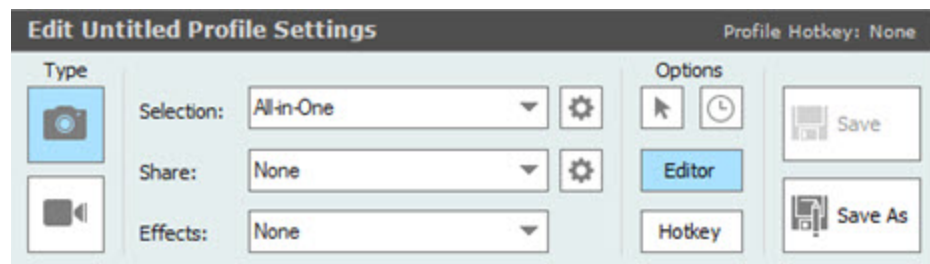 Edit Untitled Profile Settings
Profile Hotkey: None
Type
Options
Selection: All-in-One
Save
Share: None
Editor
Save As
Effects: None
Hotkey